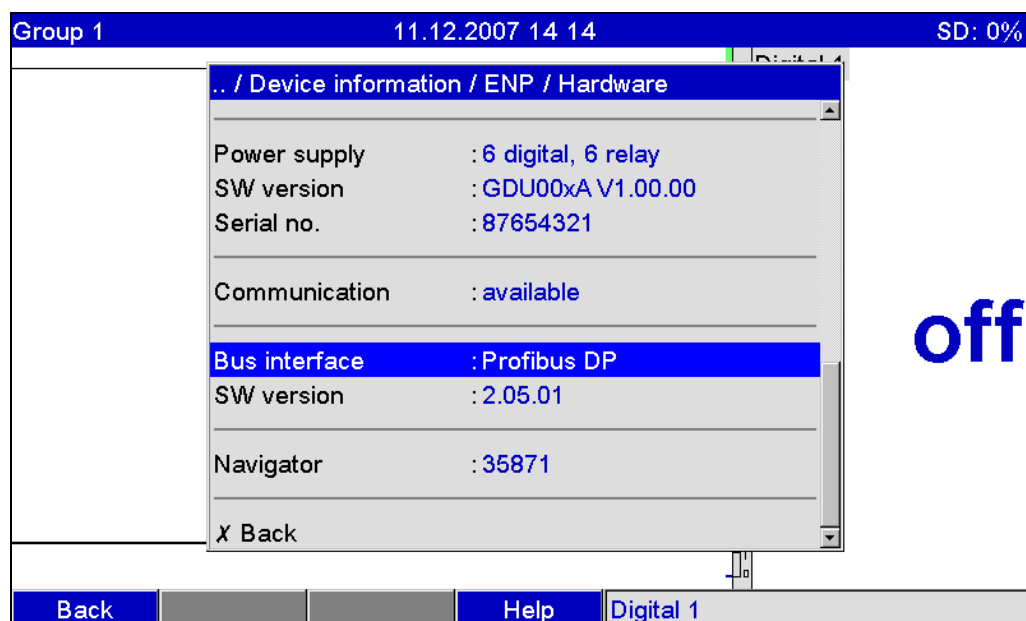 Group 1 11.12.2007 14 14 SD: 0%
Digital 1
.. / Device information / ENP / Hardware
Power supply : 6 digital, 6 relay
SW version : GDU00xA V1.00.00
Serial no. : 87654321
Communication : available
off
Bus interface : Profibus DP
SW version : 2.05.01
Navigator : 35871
X Back
Back Help Digital 1